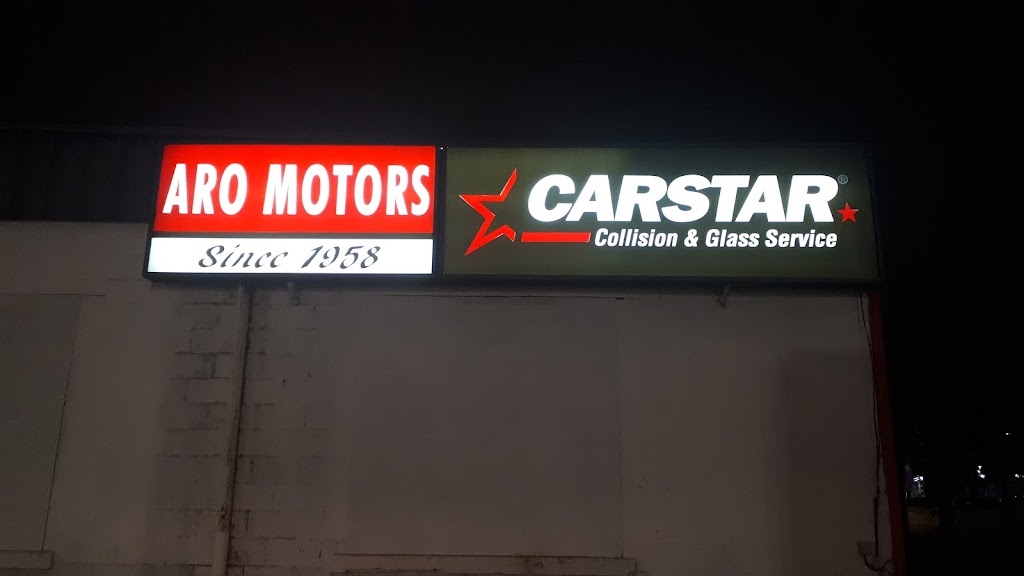 ARO MOTORS
Since 1958
CARSTAR®
Collision & Glass Service